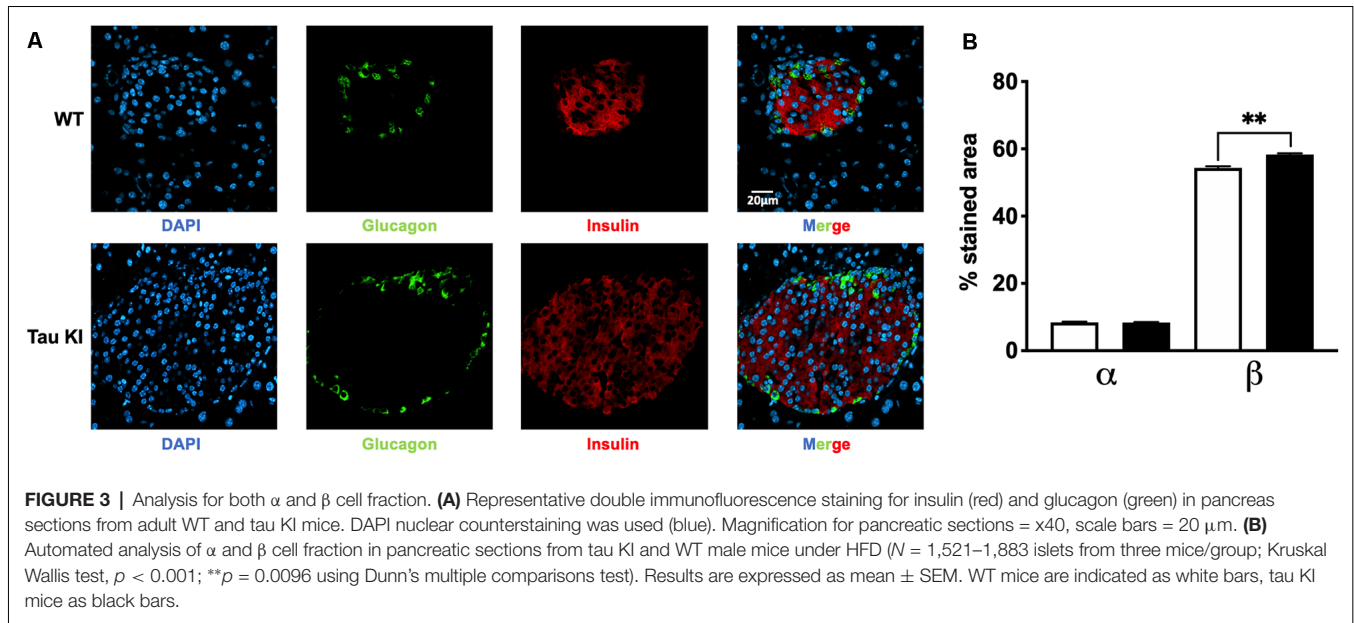 A
WT
20μm
DAPI
Glucagon
Insulin
Merge
Tau KI
DAPI
Glucagon
Insulin
Merge
B
% stained area
80
60
40
20
0
**
α
β
FIGURE 3 | Analysis for both α and β cell fraction. (A) Representative double immunofluorescence staining for insulin (red) and glucagon (green) in pancreas
sections from adult WT and tau KI mice. DAPI nuclear counterstaining was used (blue). Magnification for pancreatic sections = x40, scale bars = 20 μm. (B)
Automated analysis of α and β cell fraction in pancreatic sections from tau KI and WT male mice under HFD (N = 1,521–1,883 islets from three mice/group; Kruskal
Wallis test, p < 0.001; **p = 0.0096 using Dunn's multiple comparisons test). Results are expressed as mean ± SEM. WT mice are indicated as white bars, tau KI
mice as black bars.